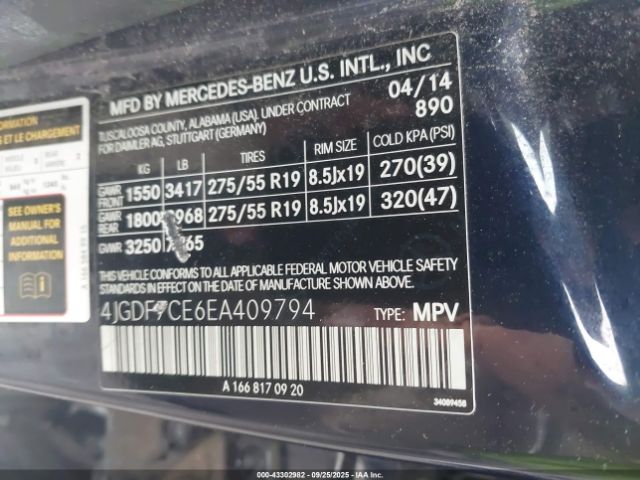 MFD BY MERCEDES-BENZ U.S. INTL., INC
TUSCALOOSA COUNTY, ALABAMA (USA), UNDER CONTRACT
FOR DAIMLER AG, STUTTGART (GERMANY)
04/14
890
KG LB TIRES RIM SIZE COLD KPA (PSI)
GAWR FRONT 1550 3417 275/55 R19 8.5Jx19 270(39)
GAWR REAR 1800 275/55 R19 8.5Jx19 320(47)
GVWR 3250
THIS VEHICLE CONFORMS TO ALL APPLICABLE FEDERAL MOTOR VEHICLE SAFETY
STANDARDS IN EFFECT ON THE DATE OF MANUFACTURE SHOWN ABOVE.
TYPE: MPV
A 166 817 09 20
34089458
SEE OWNER'S
MANUAL FOR
ADDITIONAL
INFORMATION
000-43302982 - 09/25/2025 - IAA Inc.